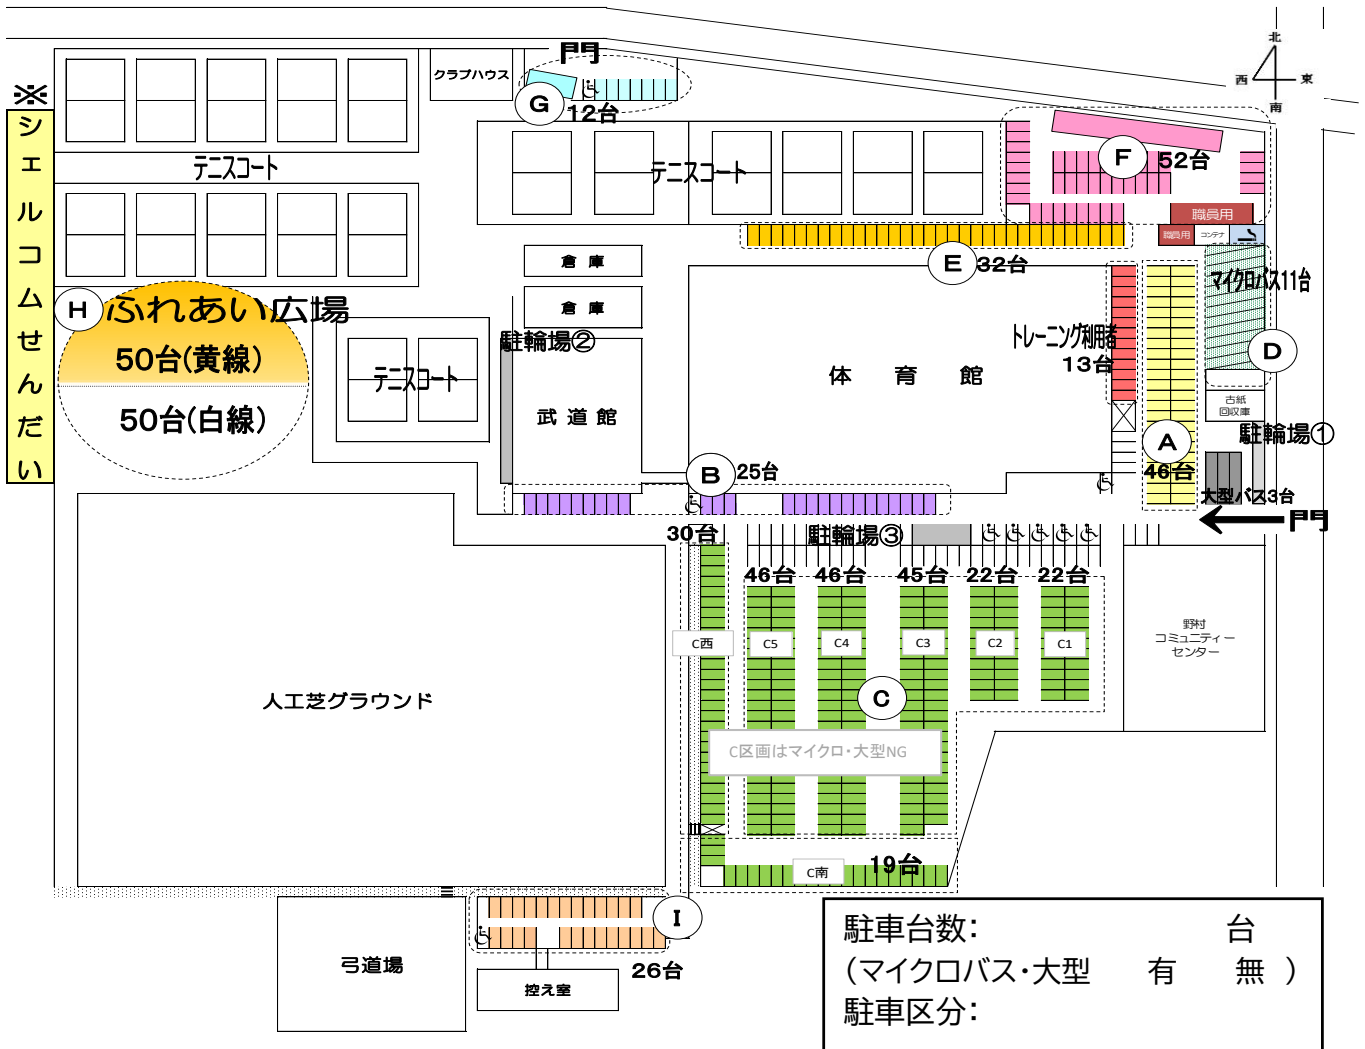 北
西 東
南
門
クラブハウス
G
12台
※シェルコムせんだい
テニスコート
テニスコート
F
52台
職員用
職員用
コンテナ
倉庫
E
32台
マイクロバス11台
H
ふれあい広場
50台(黄線)
50台(白線)
倉庫
駐輪場②
トレーニング利用者
13台
D
テニスコート
体育館
武道館
古紙
回収庫
駐輪場①
A
46台
B
25台
大型バス3台
門
30台
駐輪場③
46台
46台
45台
22台
22台
C西
C5
C4
C3
C2
C1
野村
コミュニティー
センター
C
人工芝グラウンド
C区画はマイクロ・大型NG
19台
C南
I
26台
弓道場
控え室
駐車台数: 台
(マイクロバス・大型 有 無 )
駐車区分: